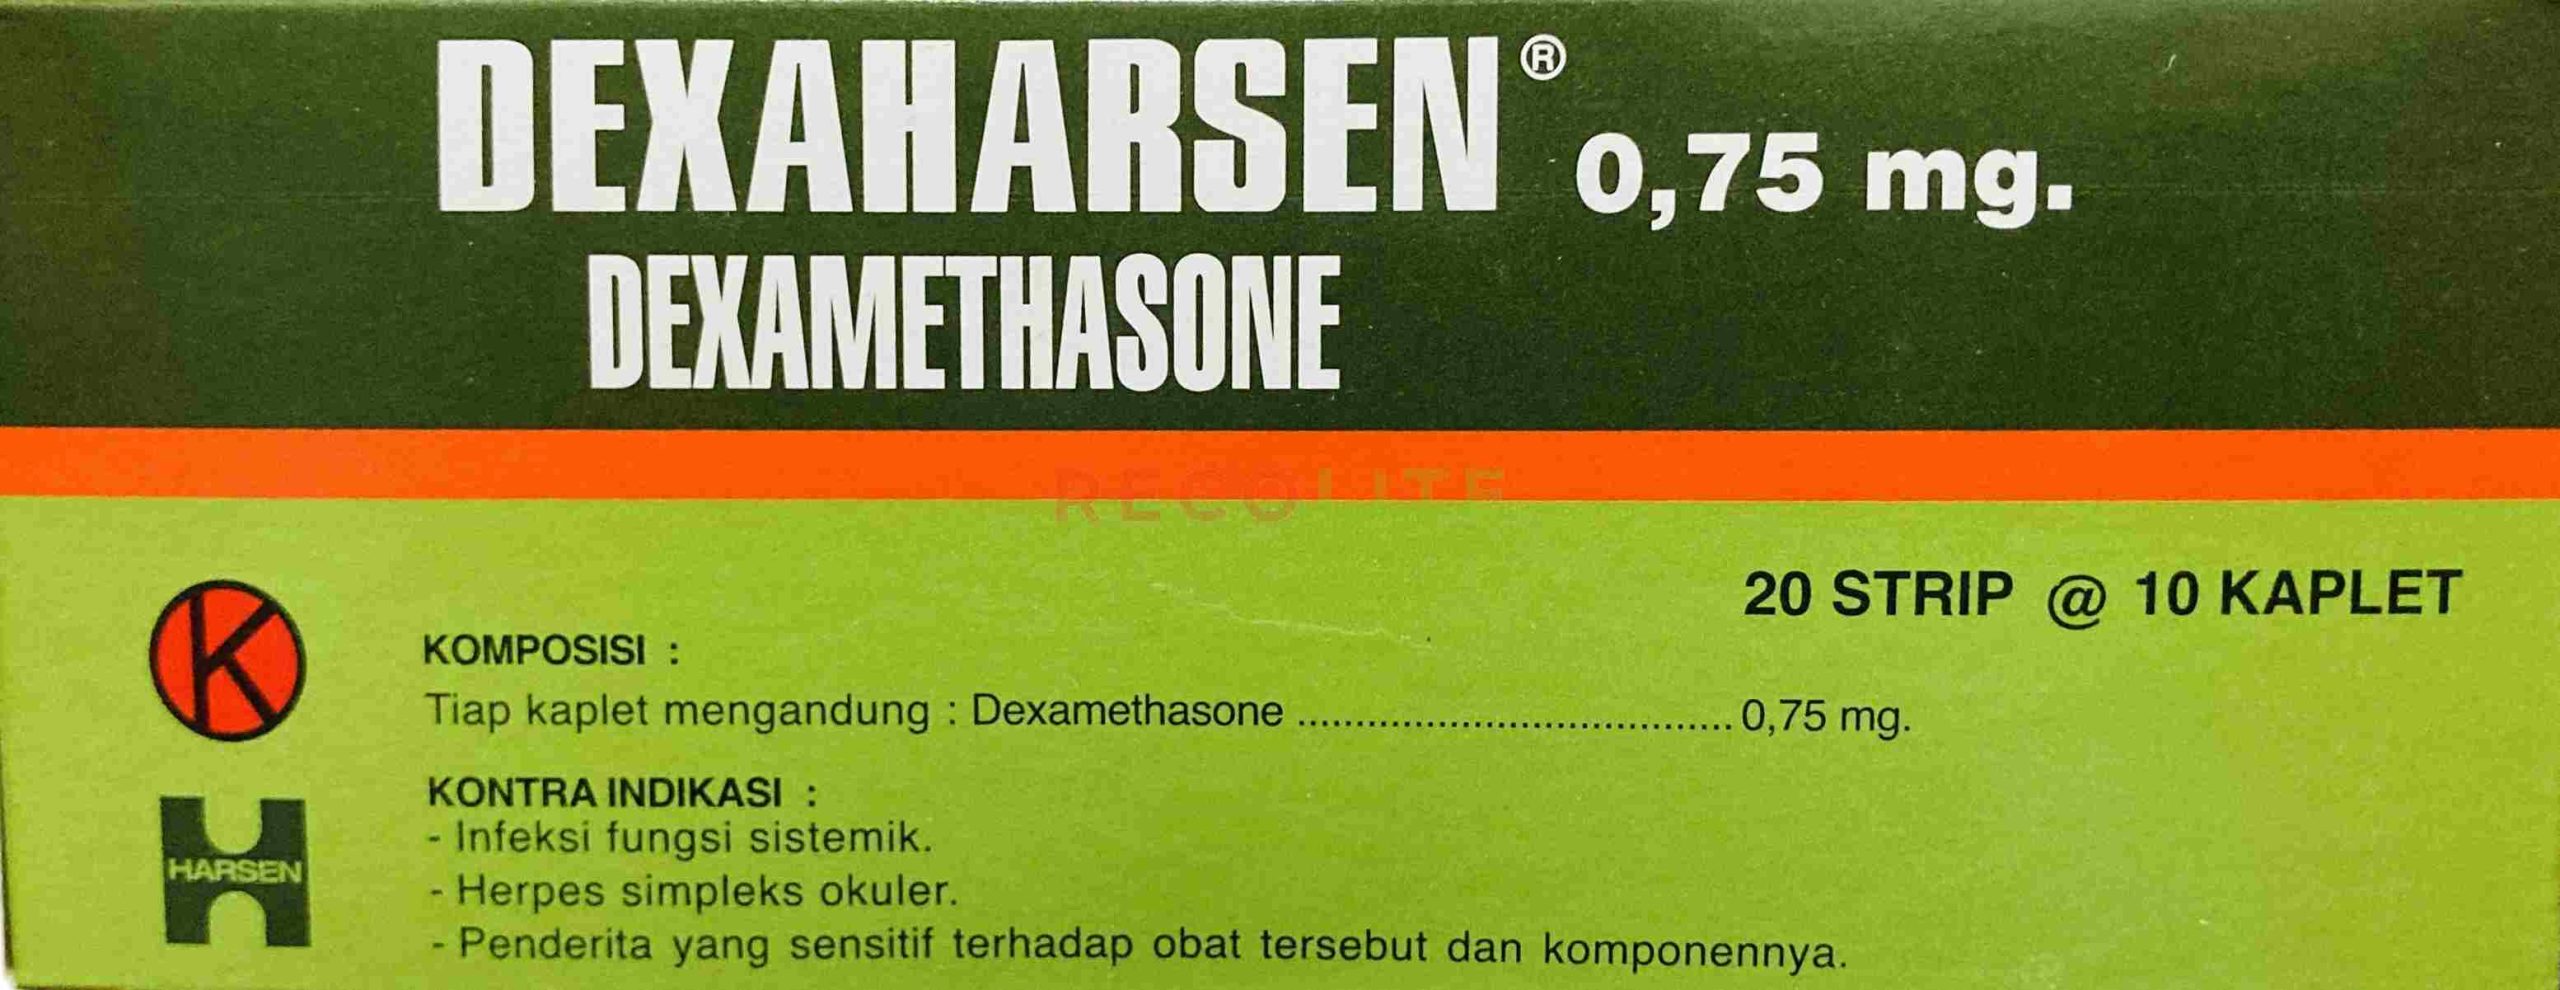 DEXAHARSEN® 0,75 mg.
DEXAMETHASONE
RECOLITE
20 STRIP @ 10 KAPLET
K
KOMPOSISI :
Tiap kaplet mengandung : Dexamethasone ..................................... 0,75 mg.
KONTRA INDIKASI :
- Infeksi fungsi sistemik.
HARSEN
- Herpes simpleks okuler.
- Penderita yang sensitif terhadap obat tersebut dan komponennya.